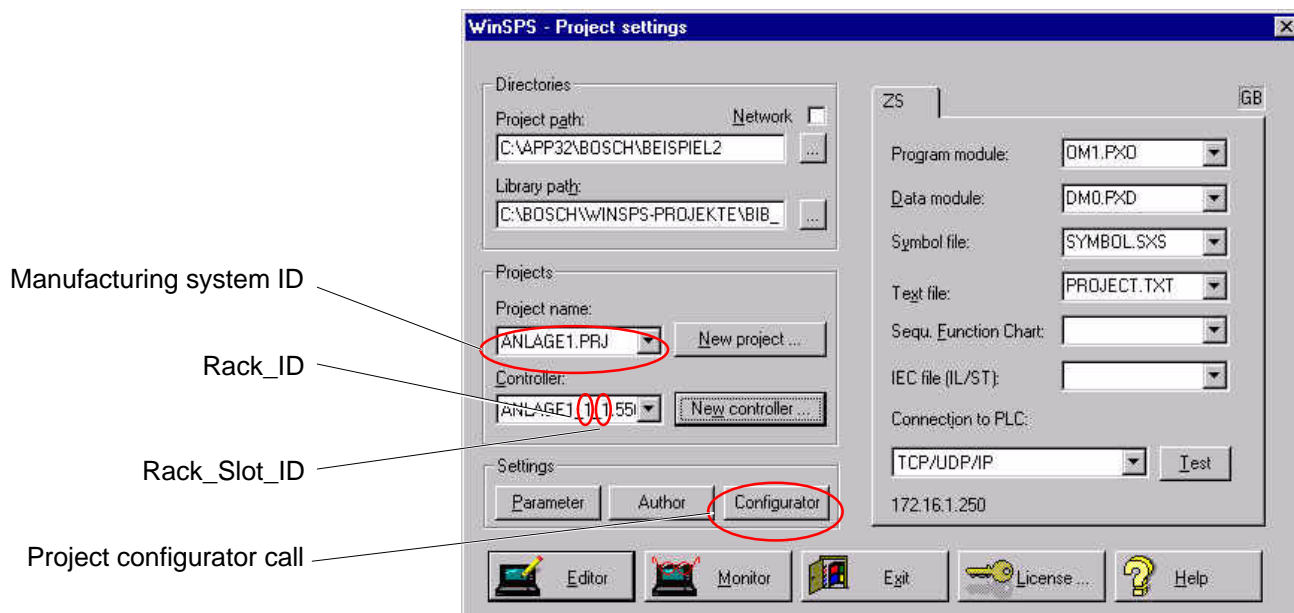 WinSPS - Project settings
Directories
Project path:
Network
C:\APP32\BOSCH\BEISPIEL2
...
Library path:
C:\BOSCH\WINSPS-PROJEKTE\BIB_
...
Projects
Project name:
ANLAGE1.PRJ
New project ...
Controller:
ANLAGE1_1_1.55
New controller ...
Settings
Parameter
Author
Configurator
ZS
GB
Program module:
OM1.PXO
Data module:
DM0.PXD
Symbol file:
SYMBOL.SXS
Text file:
PROJECT.TXT
Sequ. Function Chart:
IEC file (IL/ST):
Connection to PLC:
TCP/UDP/IP
Test
172.16.1.250
Editor
Monitor
Exit
License ...
Help
Manufacturing system ID
Rack_ID
Rack_Slot_ID
Project configurator call